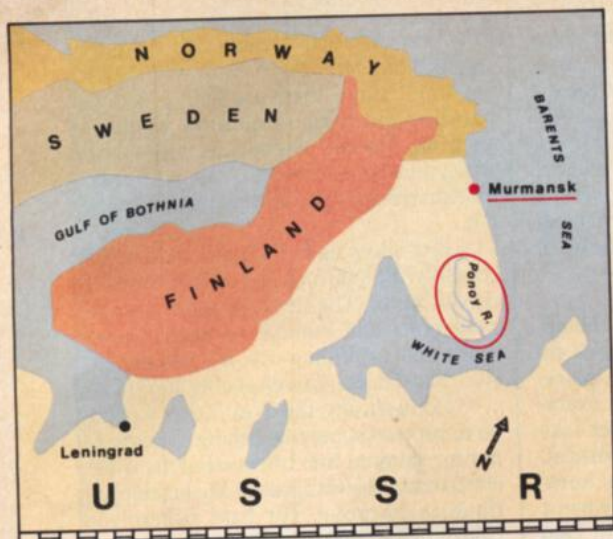 NORWAY
SWEDEN
BARENTS
SEA
Murmansk
GULF OF BOTHNIA
FINLAND
Ponoy R.
WHITE SEA
Leningrad
N
USSR